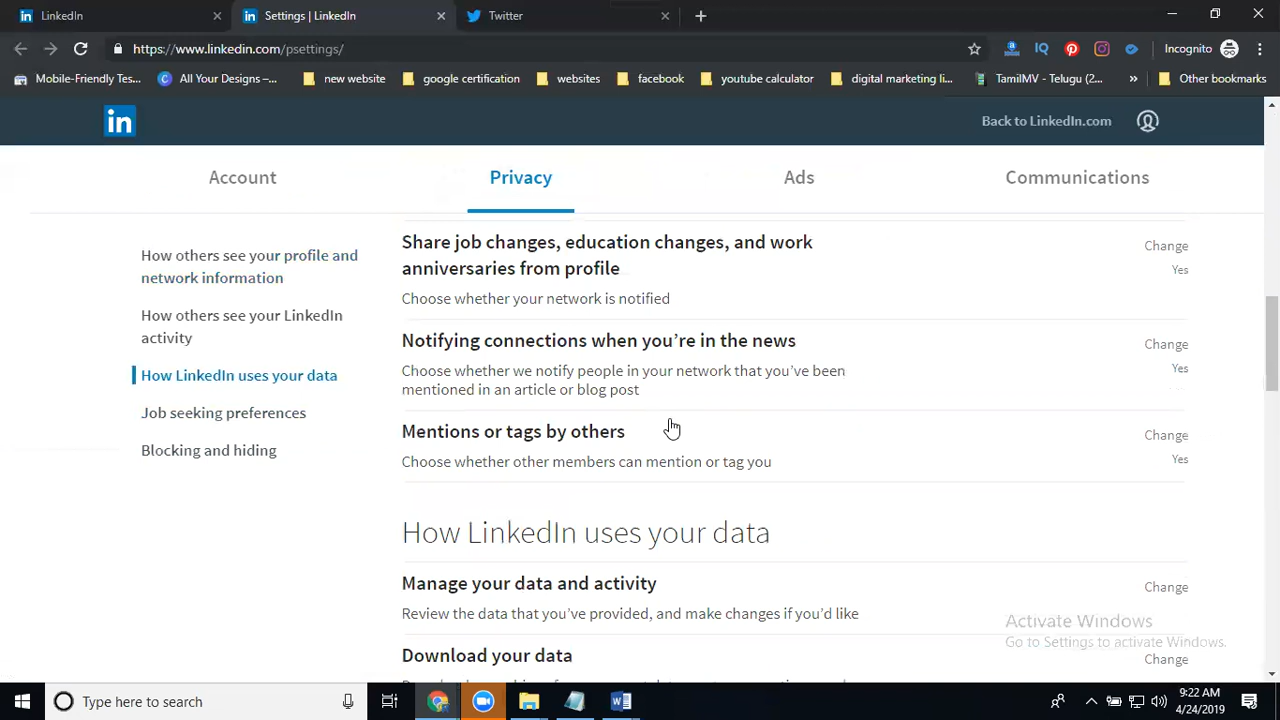 LinkedIn
Settings | LinkedIn
Twitter
https://www.linkedin.com/psettings/
IQ
Incognito
Mobile-Friendly Tes...
All Your Designs –...
new website
google certification
websites
facebook
youtube calculator
digital marketing li...
TamilMV - Telugu (2...
»
Other bookmarks
in
Back to LinkedIn.com
Account
Privacy
Ads
Communications
How others see your profile and
network information
How others see your LinkedIn
activity
How LinkedIn uses your data
Job seeking preferences
Blocking and hiding
Share job changes, education changes, and work
anniversaries from profile
Change
Yes
Choose whether your network is notified
Notifying connections when you’re in the news
Change
Yes
Choose whether we notify people in your network that you’ve been
mentioned in an article or blog post
Mentions or tags by others
Change
Yes
Choose whether other members can mention or tag you
How LinkedIn uses your data
Manage your data and activity
Change
Review the data that you’ve provided, and make changes if you’d like
Download your data
Change
Activate Windows
Go to Settings to activate Windows.
Type here to search
9:22 AM
4/24/2019